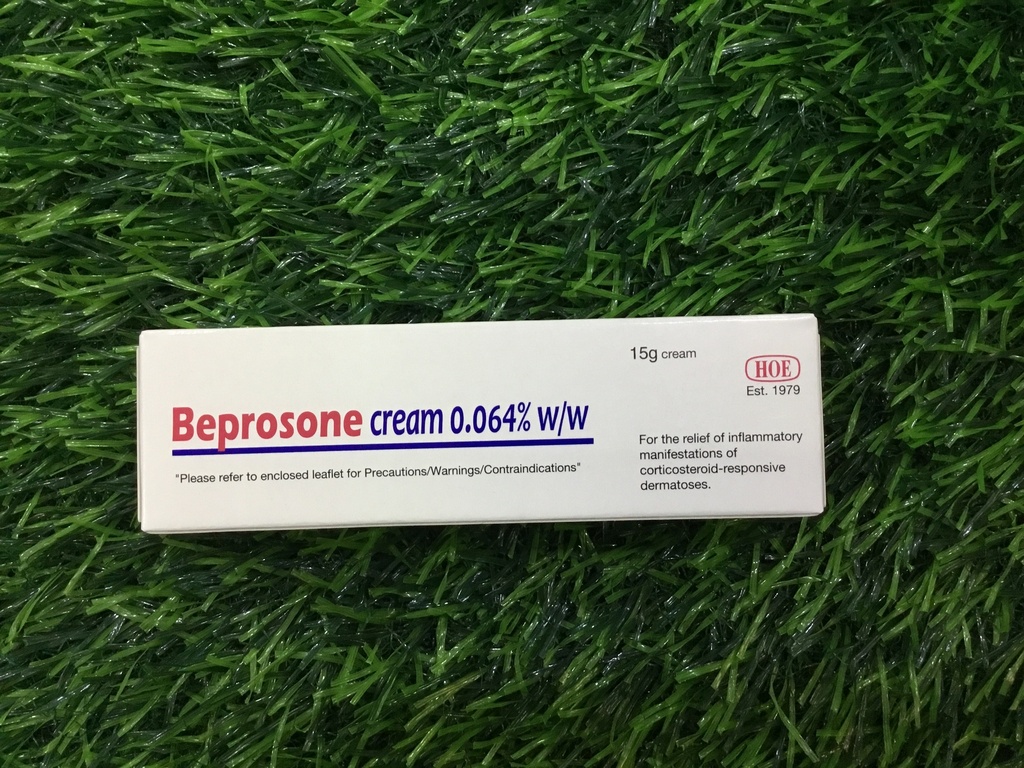 15g cream
HOE
Est. 1979
Beprosone cream 0.064% w/w
"Please refer to enclosed leaflet for Precautions/Warnings/Contraindications"
For the relief of inflammatory
manifestations of
corticosteroid-responsive
dermatoses.